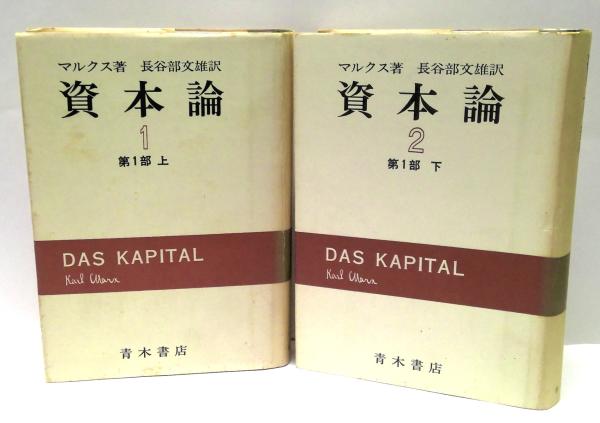 マルクス著 長谷部文雄訳
資本論
1
第1部 上
DAS KAPITAL
Karl Marx
青木書店
マルクス著 長谷部文雄訳
資本論
2
第1部 下
DAS KAPITAL
Karl Marx
青木書店